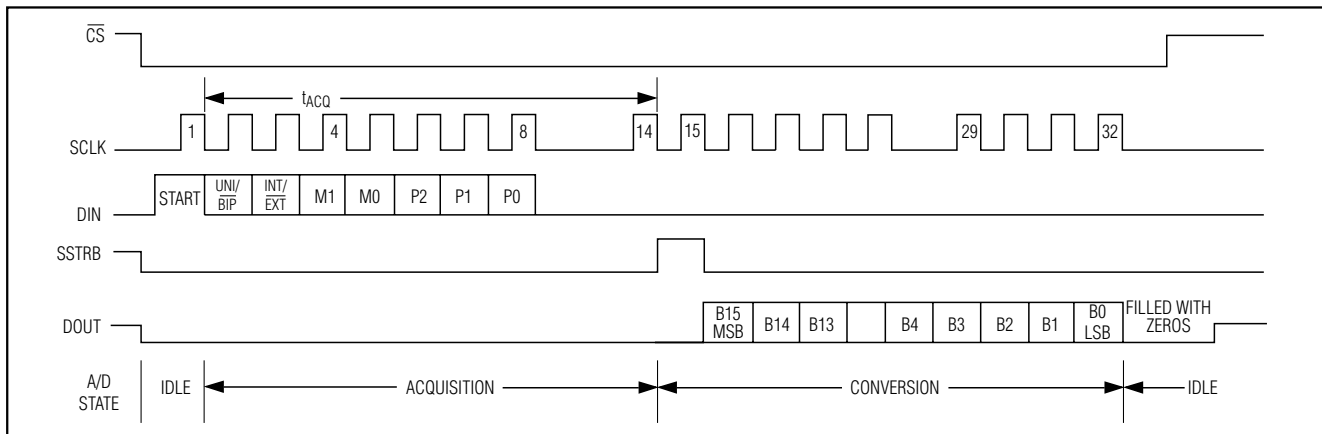 CS
tACQ
SCLK 1 4 8 14 15 29 32
DIN START UNI/ BIP INT/ EXT M1 M0 P2 P1 P0
SSTRB
DOUT B15 MSB B14 B13 B4 B3 B2 B1 B0 LSB FILLED WITH ZEROS
A/D STATE IDLE ACQUISITION CONVERSION IDLE